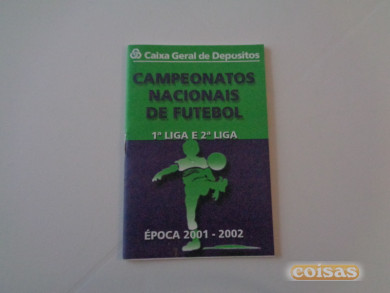 Caixa Geral de Depositos
CAMPEONATOS
NACIONAIS
DE FUTEBOL
1ª LIGA E 2ª LIGA
ÉPOCA 2001 - 2002
coisas